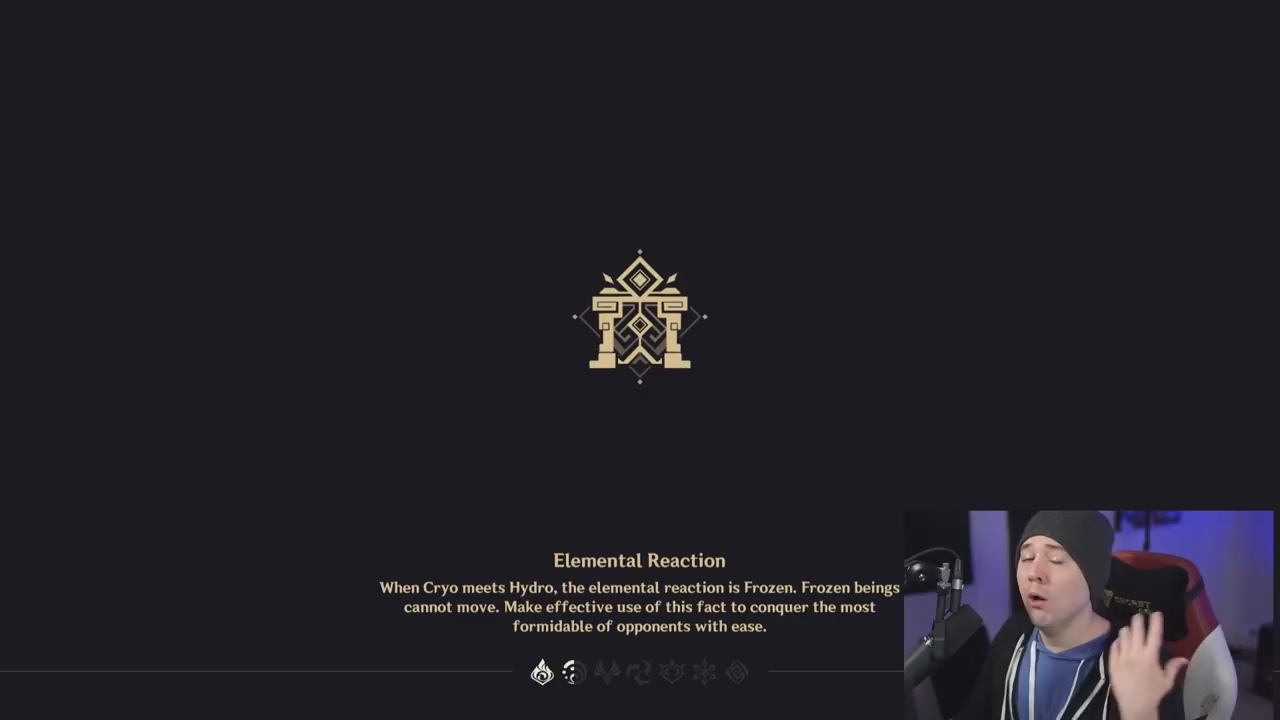 Elemental Reaction
When Cryo meets Hydro, the elemental reaction is Frozen. Frozen beings
cannot move. Make effective use of this fact to conquer the most
formidable of opponents with ease.